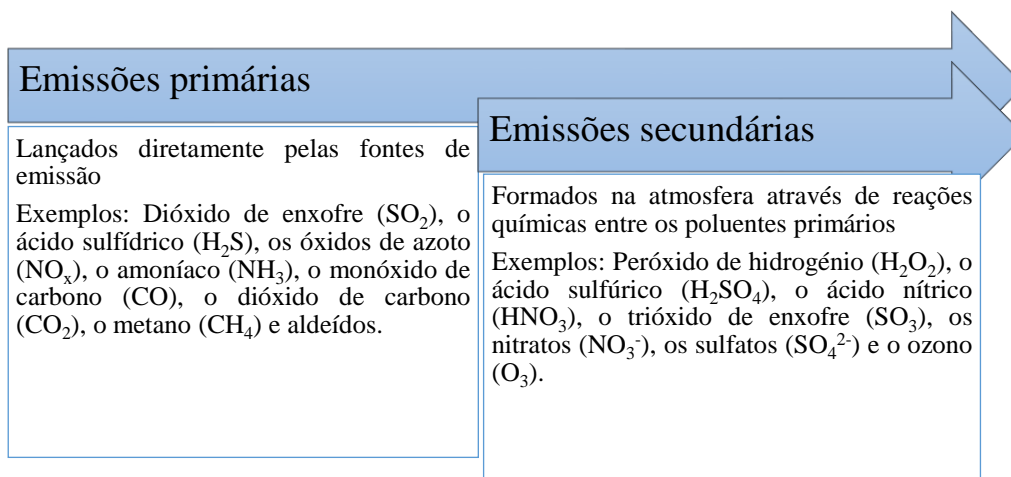 Emissões primárias
Lançados diretamente pelas fontes de
emissão
Exemplos: Dióxido de enxofre (SO₂), o
ácido sulfídrico (H₂S), os óxidos de azoto
(NOₓ), o amoníaco (NH₃), o monóxido de
carbono (CO), o dióxido de carbono
(CO₂), o metano (CH₄) e aldeídos.
Emissões secundárias
Formados na atmosfera através de reações
químicas entre os poluentes primários
Exemplos: Peróxido de hidrogénio (H₂O₂), o
ácido sulfúrico (H₂SO₄), o ácido nítrico
(HNO₃), o trióxido de enxofre (SO₃), os
nitratos (NO₃⁻), os sulfatos (SO₄²⁻) e o ozono
(O₃).